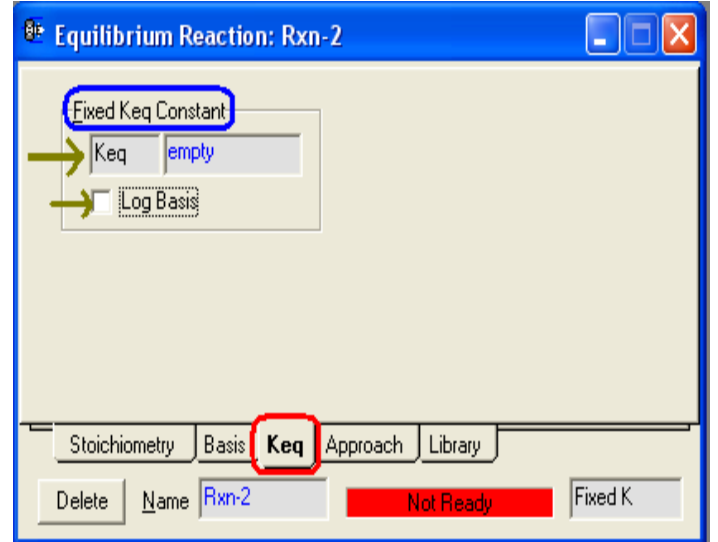 Equilibrium Reaction: Rxn-2
Fixed Keq Constant
Keq empty
Log Basis
Stoichiometry Basis Keq Approach Library
Delete Name Rxn-2 Not Ready Fixed K